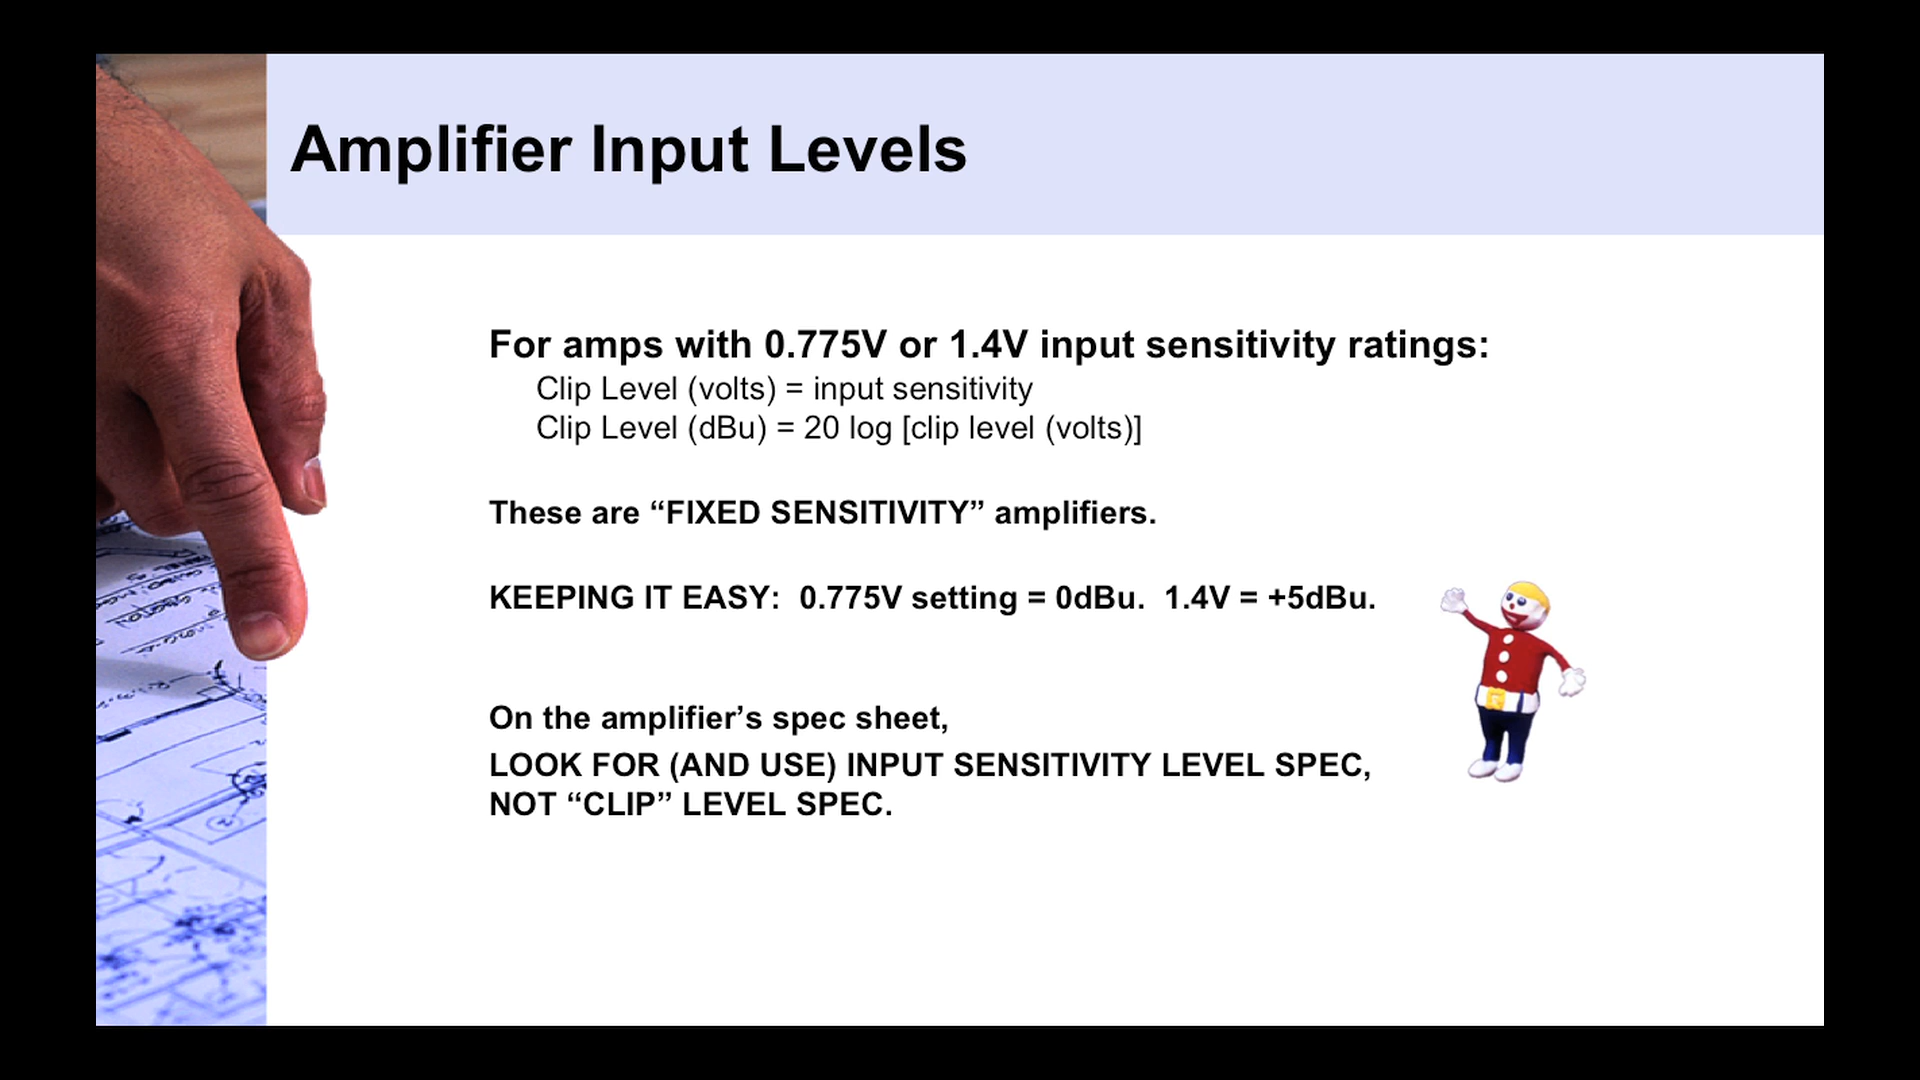 Amplifier Input Levels
For amps with 0.775V or 1.4V input sensitivity ratings:
Clip Level (volts) = input sensitivity
Clip Level (dBu) = 20 log [clip level (volts)]
These are “FIXED SENSITIVITY” amplifiers.
KEEPING IT EASY:  0.775V setting = 0dBu.  1.4V = +5dBu.
On the amplifier’s spec sheet,
LOOK FOR (AND USE) INPUT SENSITIVITY LEVEL SPEC,
NOT “CLIP” LEVEL SPEC.